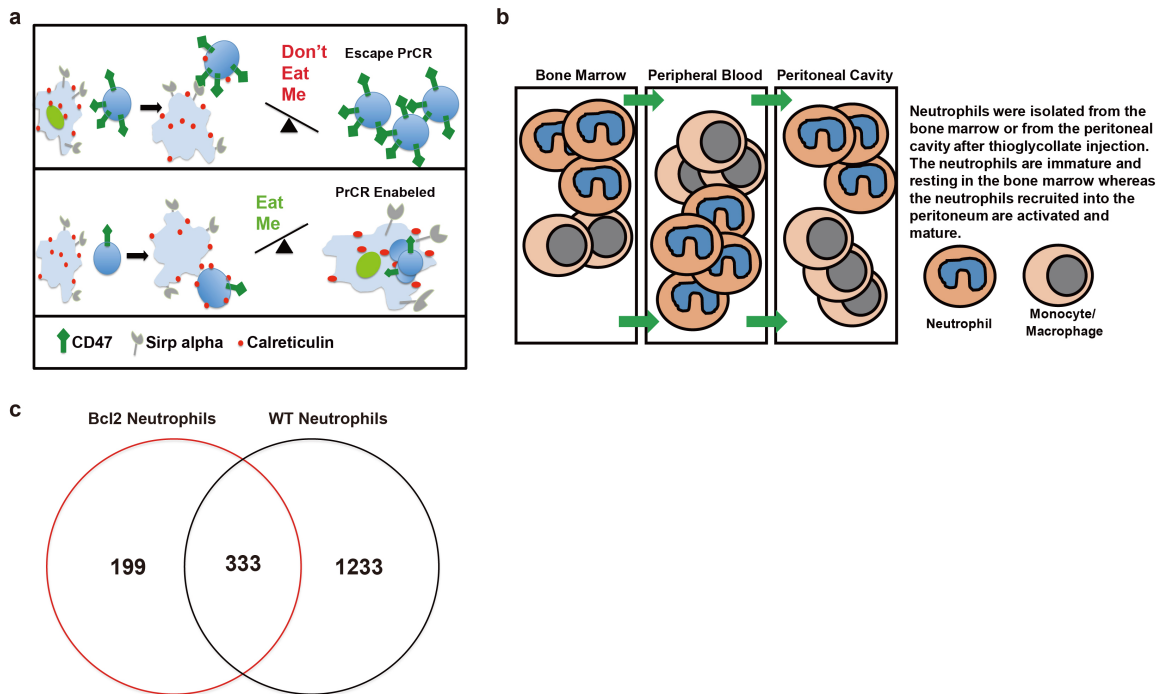 a
Don't
Eat
Me
Escape PrCR
Eat
Me
PrCR Enabeled
CD47
Sirp alpha
Calreticulin
b
Bone Marrow
Peripheral Blood
Peritoneal Cavity
Neutrophils were isolated from the
bone marrow or from the peritoneal
cavity after thioglycollate injection.
The neutrophils are immature and
resting in the bone marrow whereas
the neutrophils recruited into the
peritoneum are activated and
mature.
Neutrophil
Monocyte/
Macrophage
c
Bcl2 Neutrophils
WT Neutrophils
199
333
1233